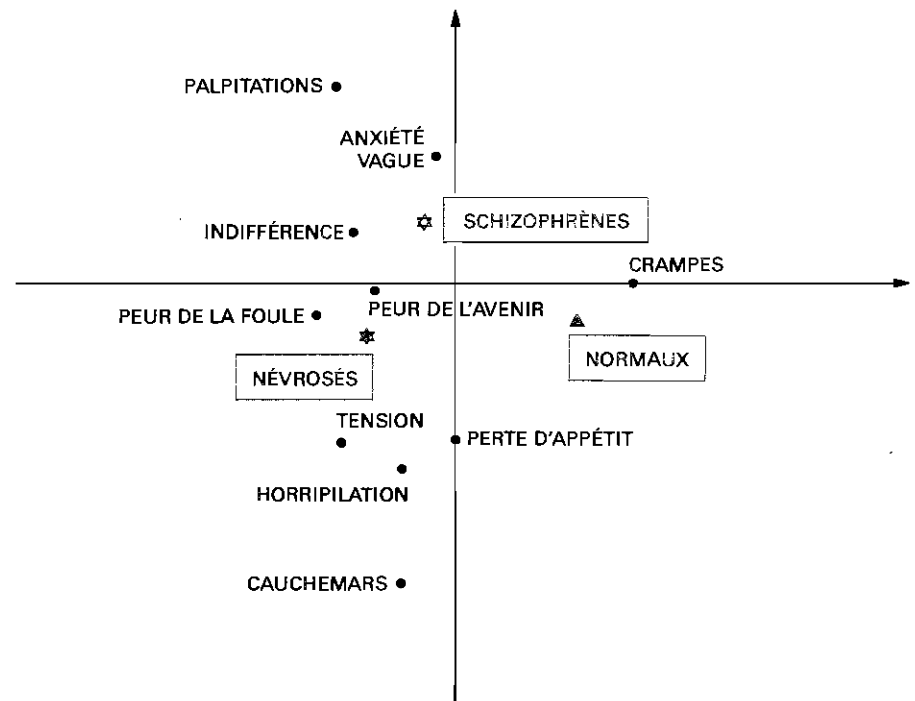 PALPITATIONS
ANXIÉTÉ
VAGUE
SCHIZOPHRÈNES
INDIFFÉRENCE
CRAMPES
PEUR DE L'AVENIR
PEUR DE LA FOULE
NORMAUX
NÉVROSÉS
TENSION
PERTE D'APPÉTIT
HORRIPILATION
CAUCHEMARS